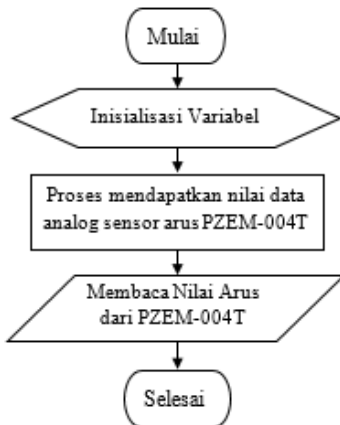 Mulai
Inisialisasi Variabel
Proses mendapatkan nilai data
analog sensor arus PZEM-004T
Membaca Nilai Arus
dari PZEM-004T
Selesai